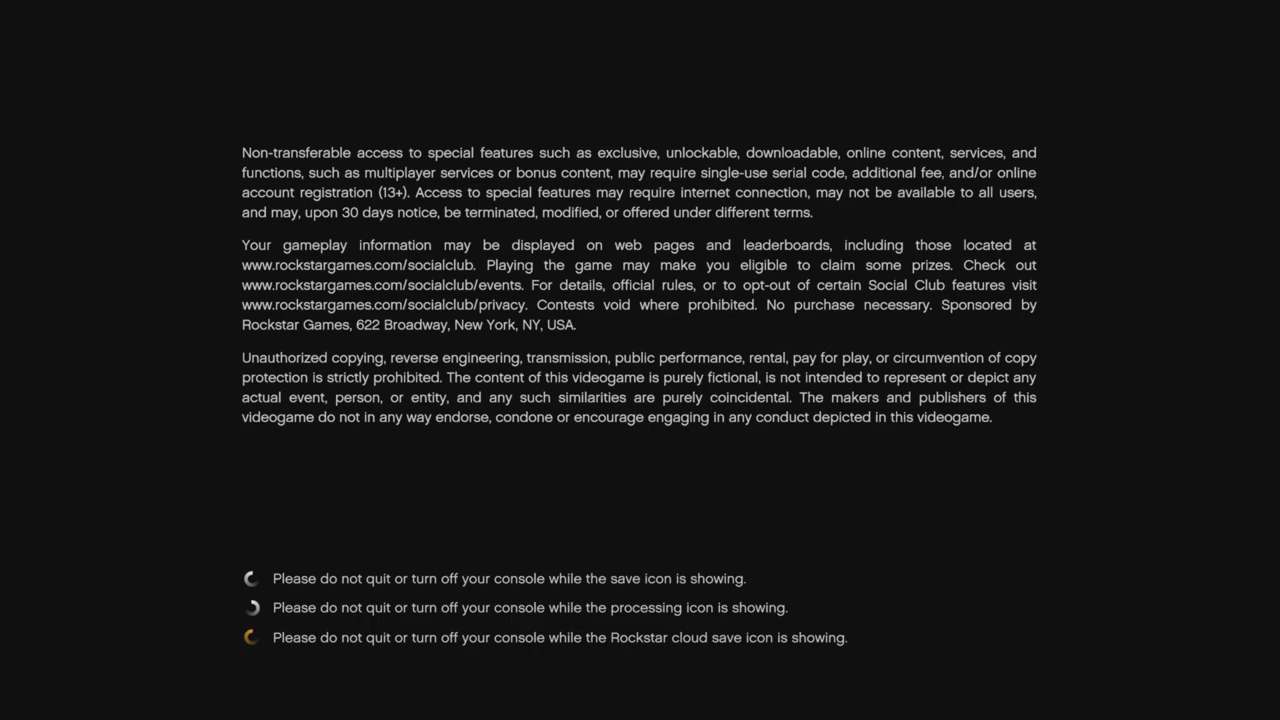 Non-transferable access to special features such as exclusive, unlockable, downloadable, online content, services, and
functions, such as multiplayer services or bonus content, may require single-use serial code, additional fee, and/or online
account registration (13+). Access to special features may require internet connection, may not be available to all users,
and may, upon 30 days notice, be terminated, modified, or offered under different terms.
Your gameplay information may be displayed on web pages and leaderboards, including those located at
www.rockstargames.com/socialclub. Playing the game may make you eligible to claim some prizes. Check out
www.rockstargames.com/socialclub/events. For details, official rules, or to opt-out of certain Social Club features visit
www.rockstargames.com/socialclub/privacy. Contests void where prohibited. No purchase necessary. Sponsored by
Rockstar Games, 622 Broadway, New York, NY, USA.
Unauthorized copying, reverse engineering, transmission, public performance, rental, pay for play, or circumvention of copy
protection is strictly prohibited. The content of this videogame is purely fictional, is not intended to represent or depict any
actual event, person, or entity, and any such similarities are purely coincidental. The makers and publishers of this
videogame do not in any way endorse, condone or encourage engaging in any conduct depicted in this videogame.
Please do not quit or turn off your console while the save icon is showing.
Please do not quit or turn off your console while the processing icon is showing.
Please do not quit or turn off your console while the Rockstar cloud save icon is showing.